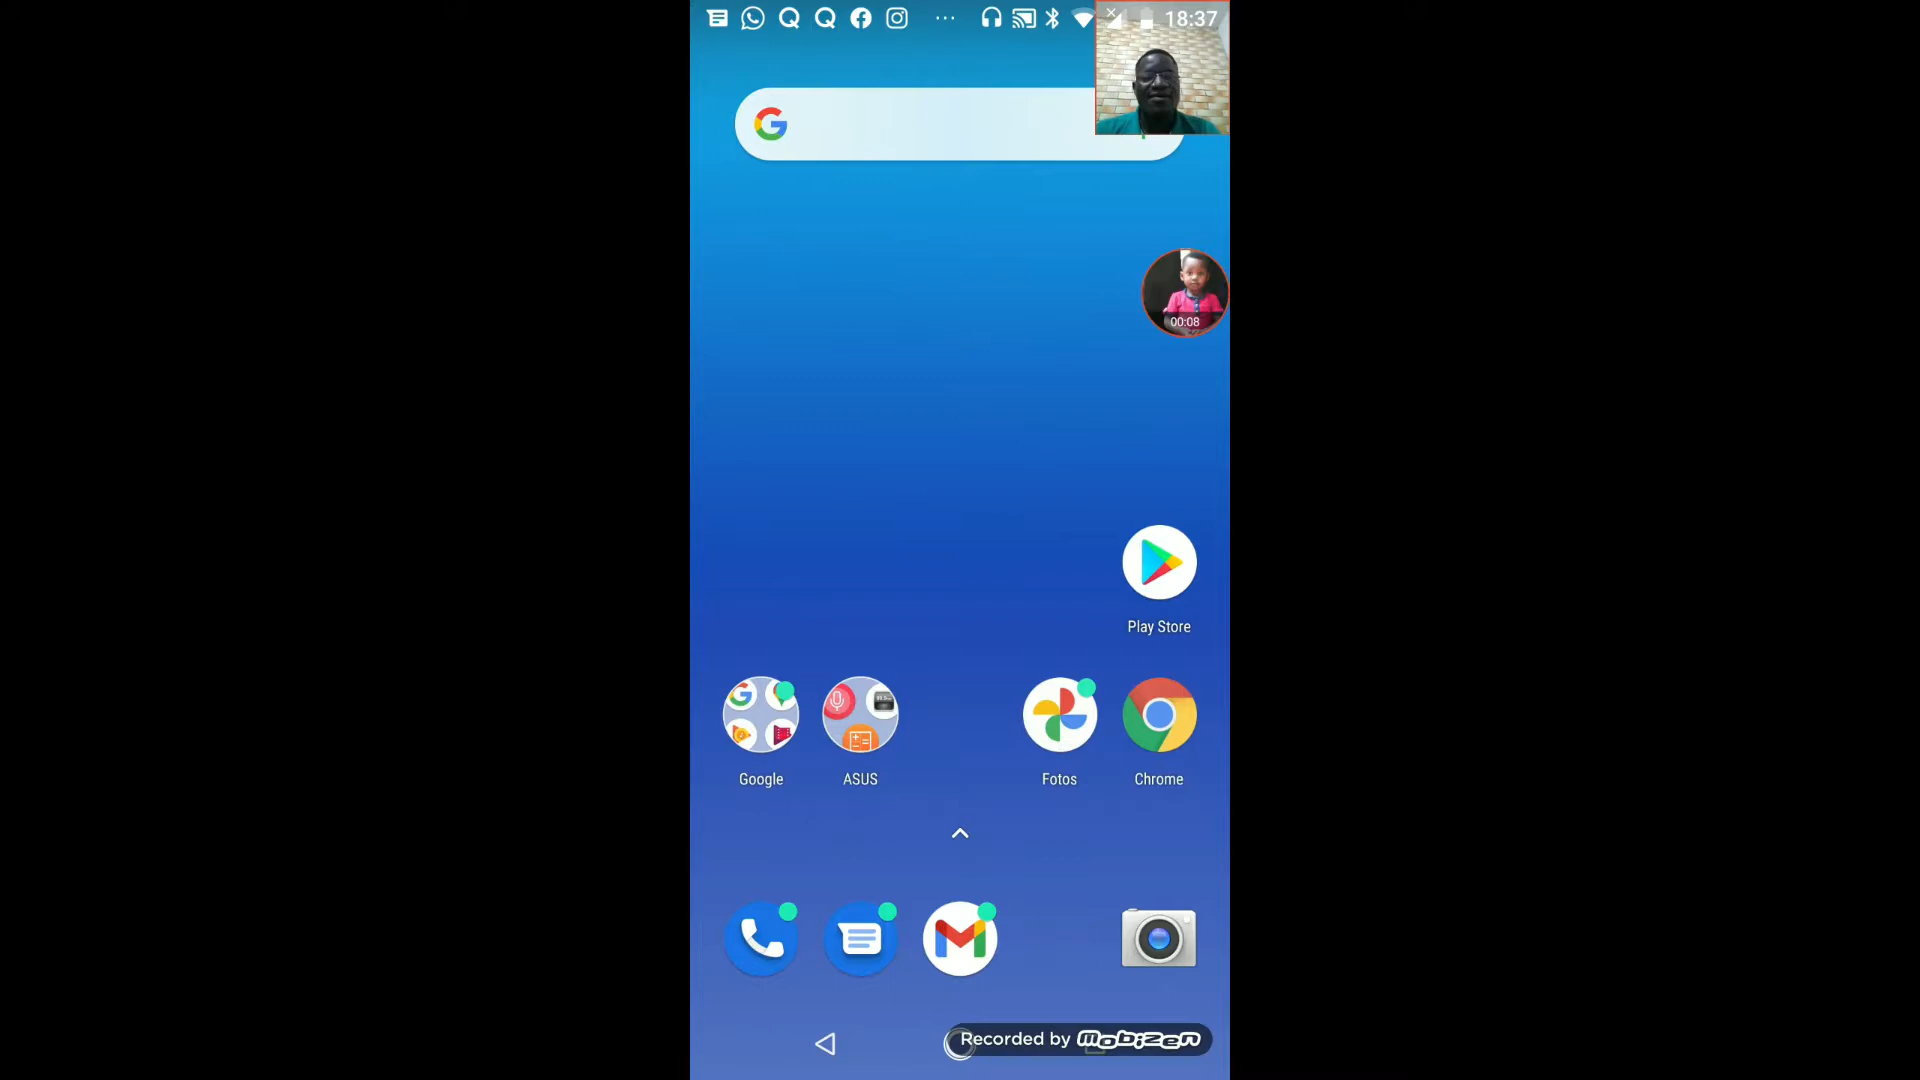 18:37
00:08
Play Store
Google
ASUS
Fotos
Chrome
Recorded by Mobizen